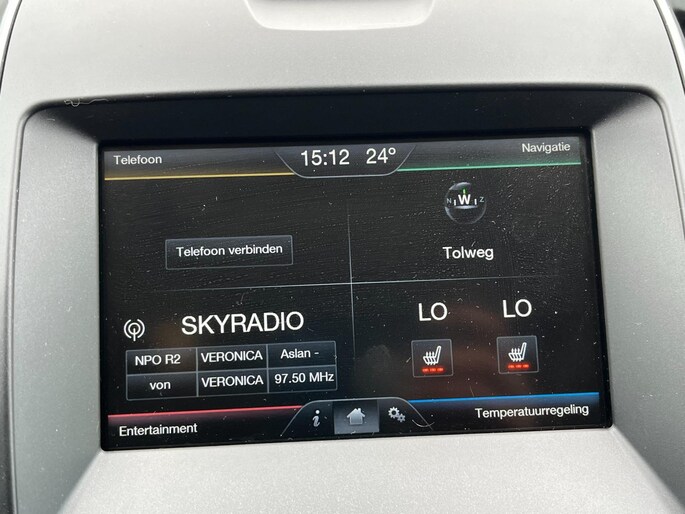 Telefoon
15:12 24°
Navigatie
N W Z
Telefoon verbinden
Tolweg
SKYRADIO
LO LO
NPO R2 VERONICA Aslan -
von VERONICA 97.50 MHz
Entertainment
i
Temperatuurregeling